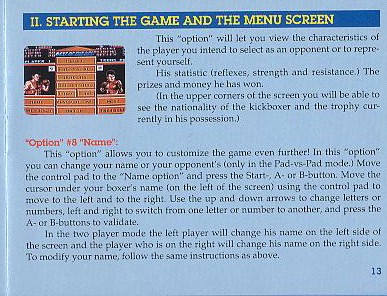 II. STARTING THE GAME AND THE MENU SCREEN
This "option" will let you view the characteristics of
the player you intend to select as an opponent or to repre-
sent yourself.
His statistic (reflexes, strength and resistance.) The
prizes and money he has won.
(In the upper corners of the screen you will be able to
see the nationality of the kickboxer and the trophy cur-
rently in his possession.)
"Option" #8 "Name":
This "option" allows you to customize the game even further! In this "option"
you can change your name or your opponent's (only in the Pad-vs-Pad mode.) Move
the control pad to the "Name option" and press the Start-, A- or B-button. Move the
cursor under your boxer's name (on the left of the screen) using the control pad to
move to the left and to the right. Use the up and down arrows to change letters or
numbers, left and right to switch from one letter or number to another, and press the
A- or B-buttons to validate.
In the two player mode the left player will change his name on the left side of
the screen and the player who is on the right will change his name on the right side.
To modify your name, follow the same instructions as above.
13